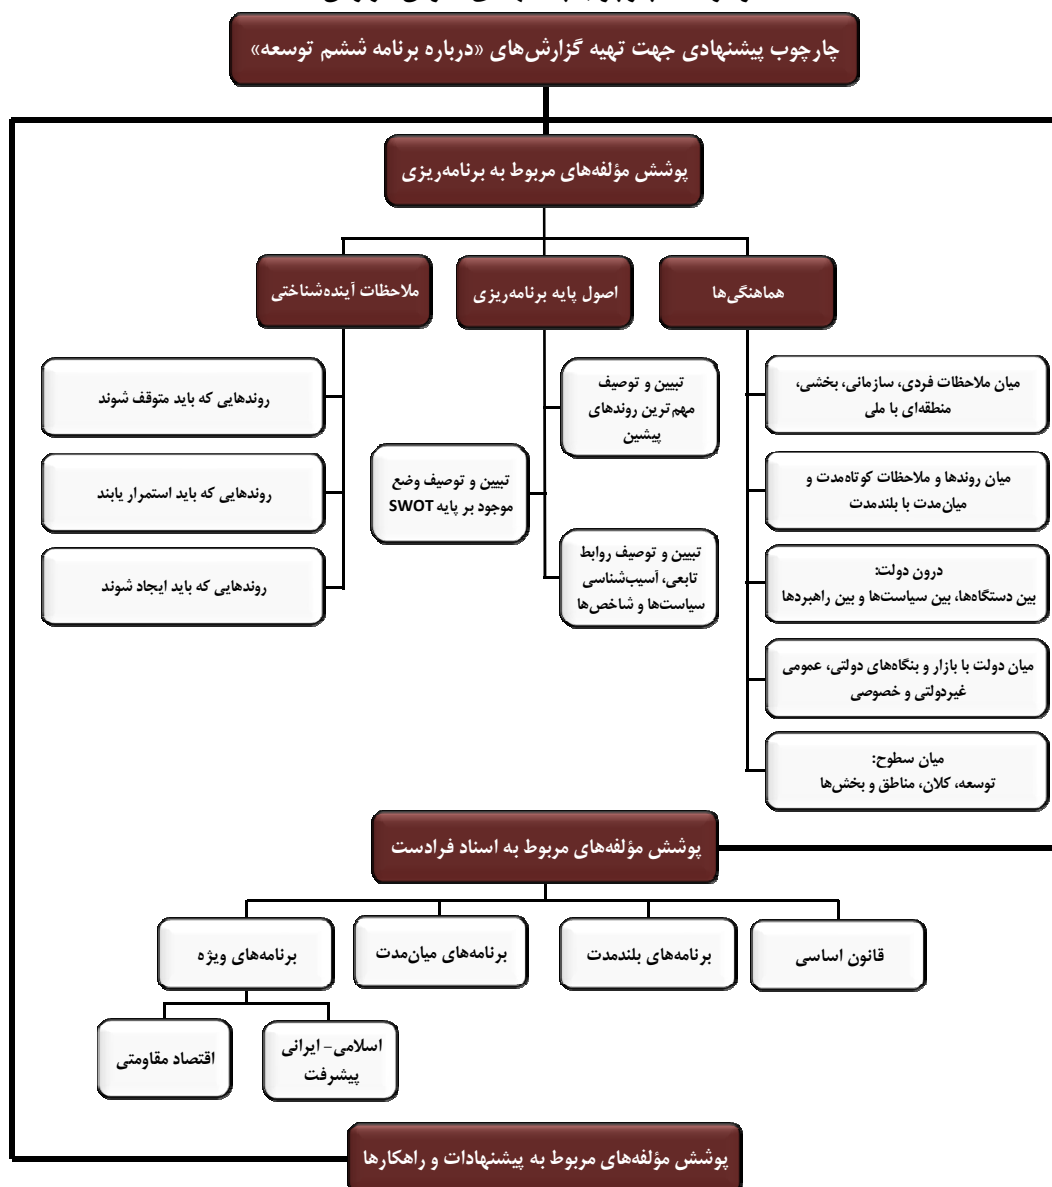 چارچوب پیشنهادی جهت تهیه گزارش‌های «درباره برنامه ششم توسعه»
پوشش مؤلفه‌های مربوط به برنامه‌ریزی
هماهنگی‌ها
اصول پایه برنامه‌ریزی
ملاحظات آینده‌شناختی
میان ملاحظات فردی، سازمانی، بخشی،
منطقه‌ای با ملی
میان روندها و ملاحظات کوتاه‌مدت و
میان‌مدت با بلندمدت
درون دولت:
بین دستگاه‌ها، بین سیاست‌ها و بین راهبردها
میان دولت با بازار و بنگاه‌های دولتی، عمومی
غیردولتی و خصوصی
میان سطوح:
توسعه، کلان، مناطق و بخش‌ها
تبیین و توصیف
مهم‌ترین روندهای
پیشین
تبیین و توصیف وضع
موجود بر پایه SWOT
تبیین و توصیف روابط
تابعی، آسیب‌شناسی
سیاست‌ها و شاخص‌ها
روندهایی که باید متوقف شوند
روندهایی که باید استمرار یابند
روندهایی که باید ایجاد شوند
پوشش مؤلفه‌های مربوط به اسناد فرادست
قانون اساسی
برنامه‌های بلندمدت
برنامه‌های میان‌مدت
برنامه‌های ویژه
اسلامی- ایرانی
پیشرفت
اقتصاد مقاومتی
پوشش مؤلفه‌های مربوط به پیشنهادات و راهکارها